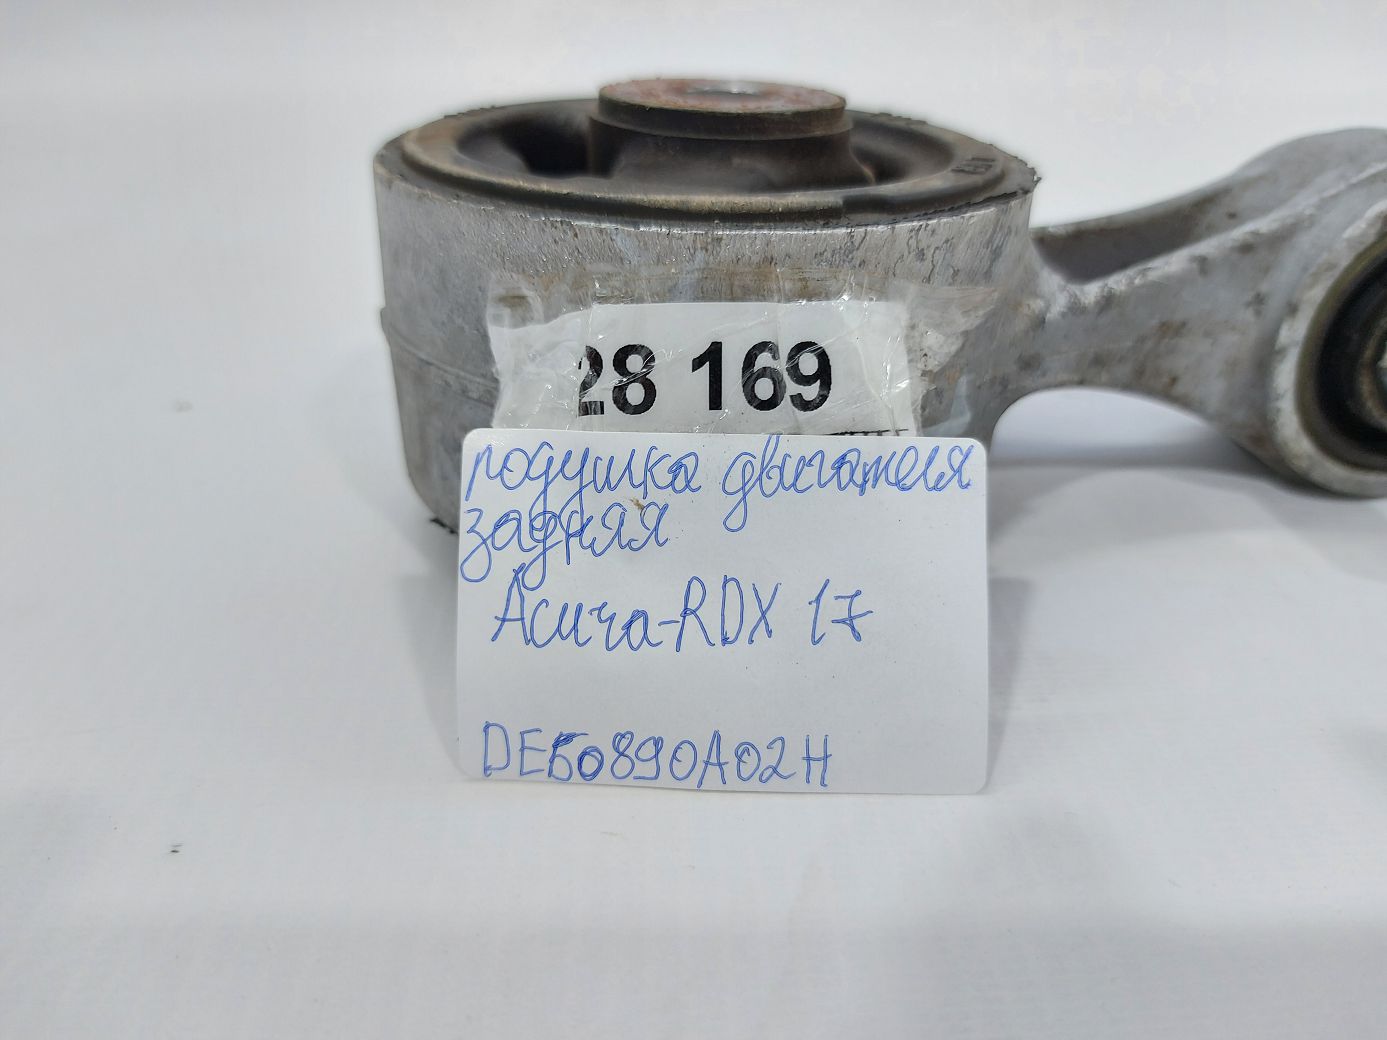 28 169
подушка двигателя
задняя
Acura-RDX 17
DE50890A02H